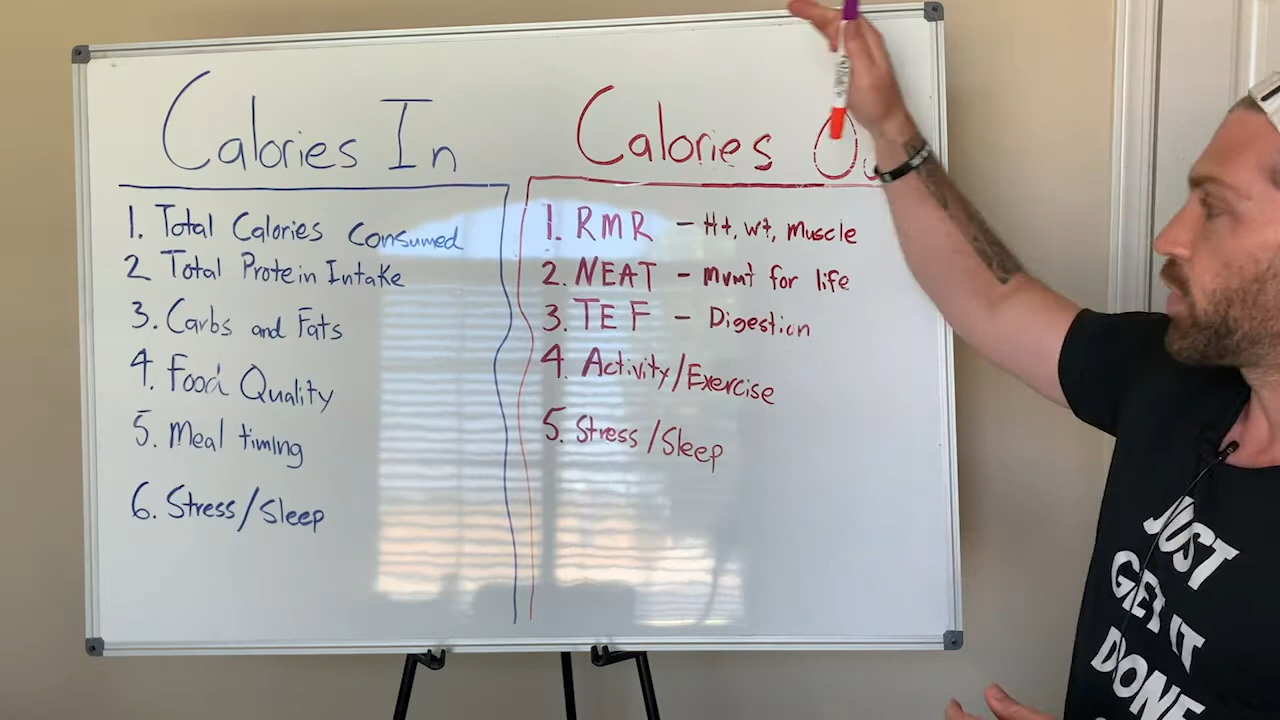 Calories In
1. Total Calories Consumed
2 Total Protein Intake
3. Carbs and Fats
4. Food Quality
5. Meal timing
6. Stress/Sleep
Calories Ou
1. RMR - Ht, wt, Muscle
2. NEAT - mvmt for life
3. TEF - Digestion
4. Activity/Exercise
5. Stress/Sleep
JUST
GET IT
DONE